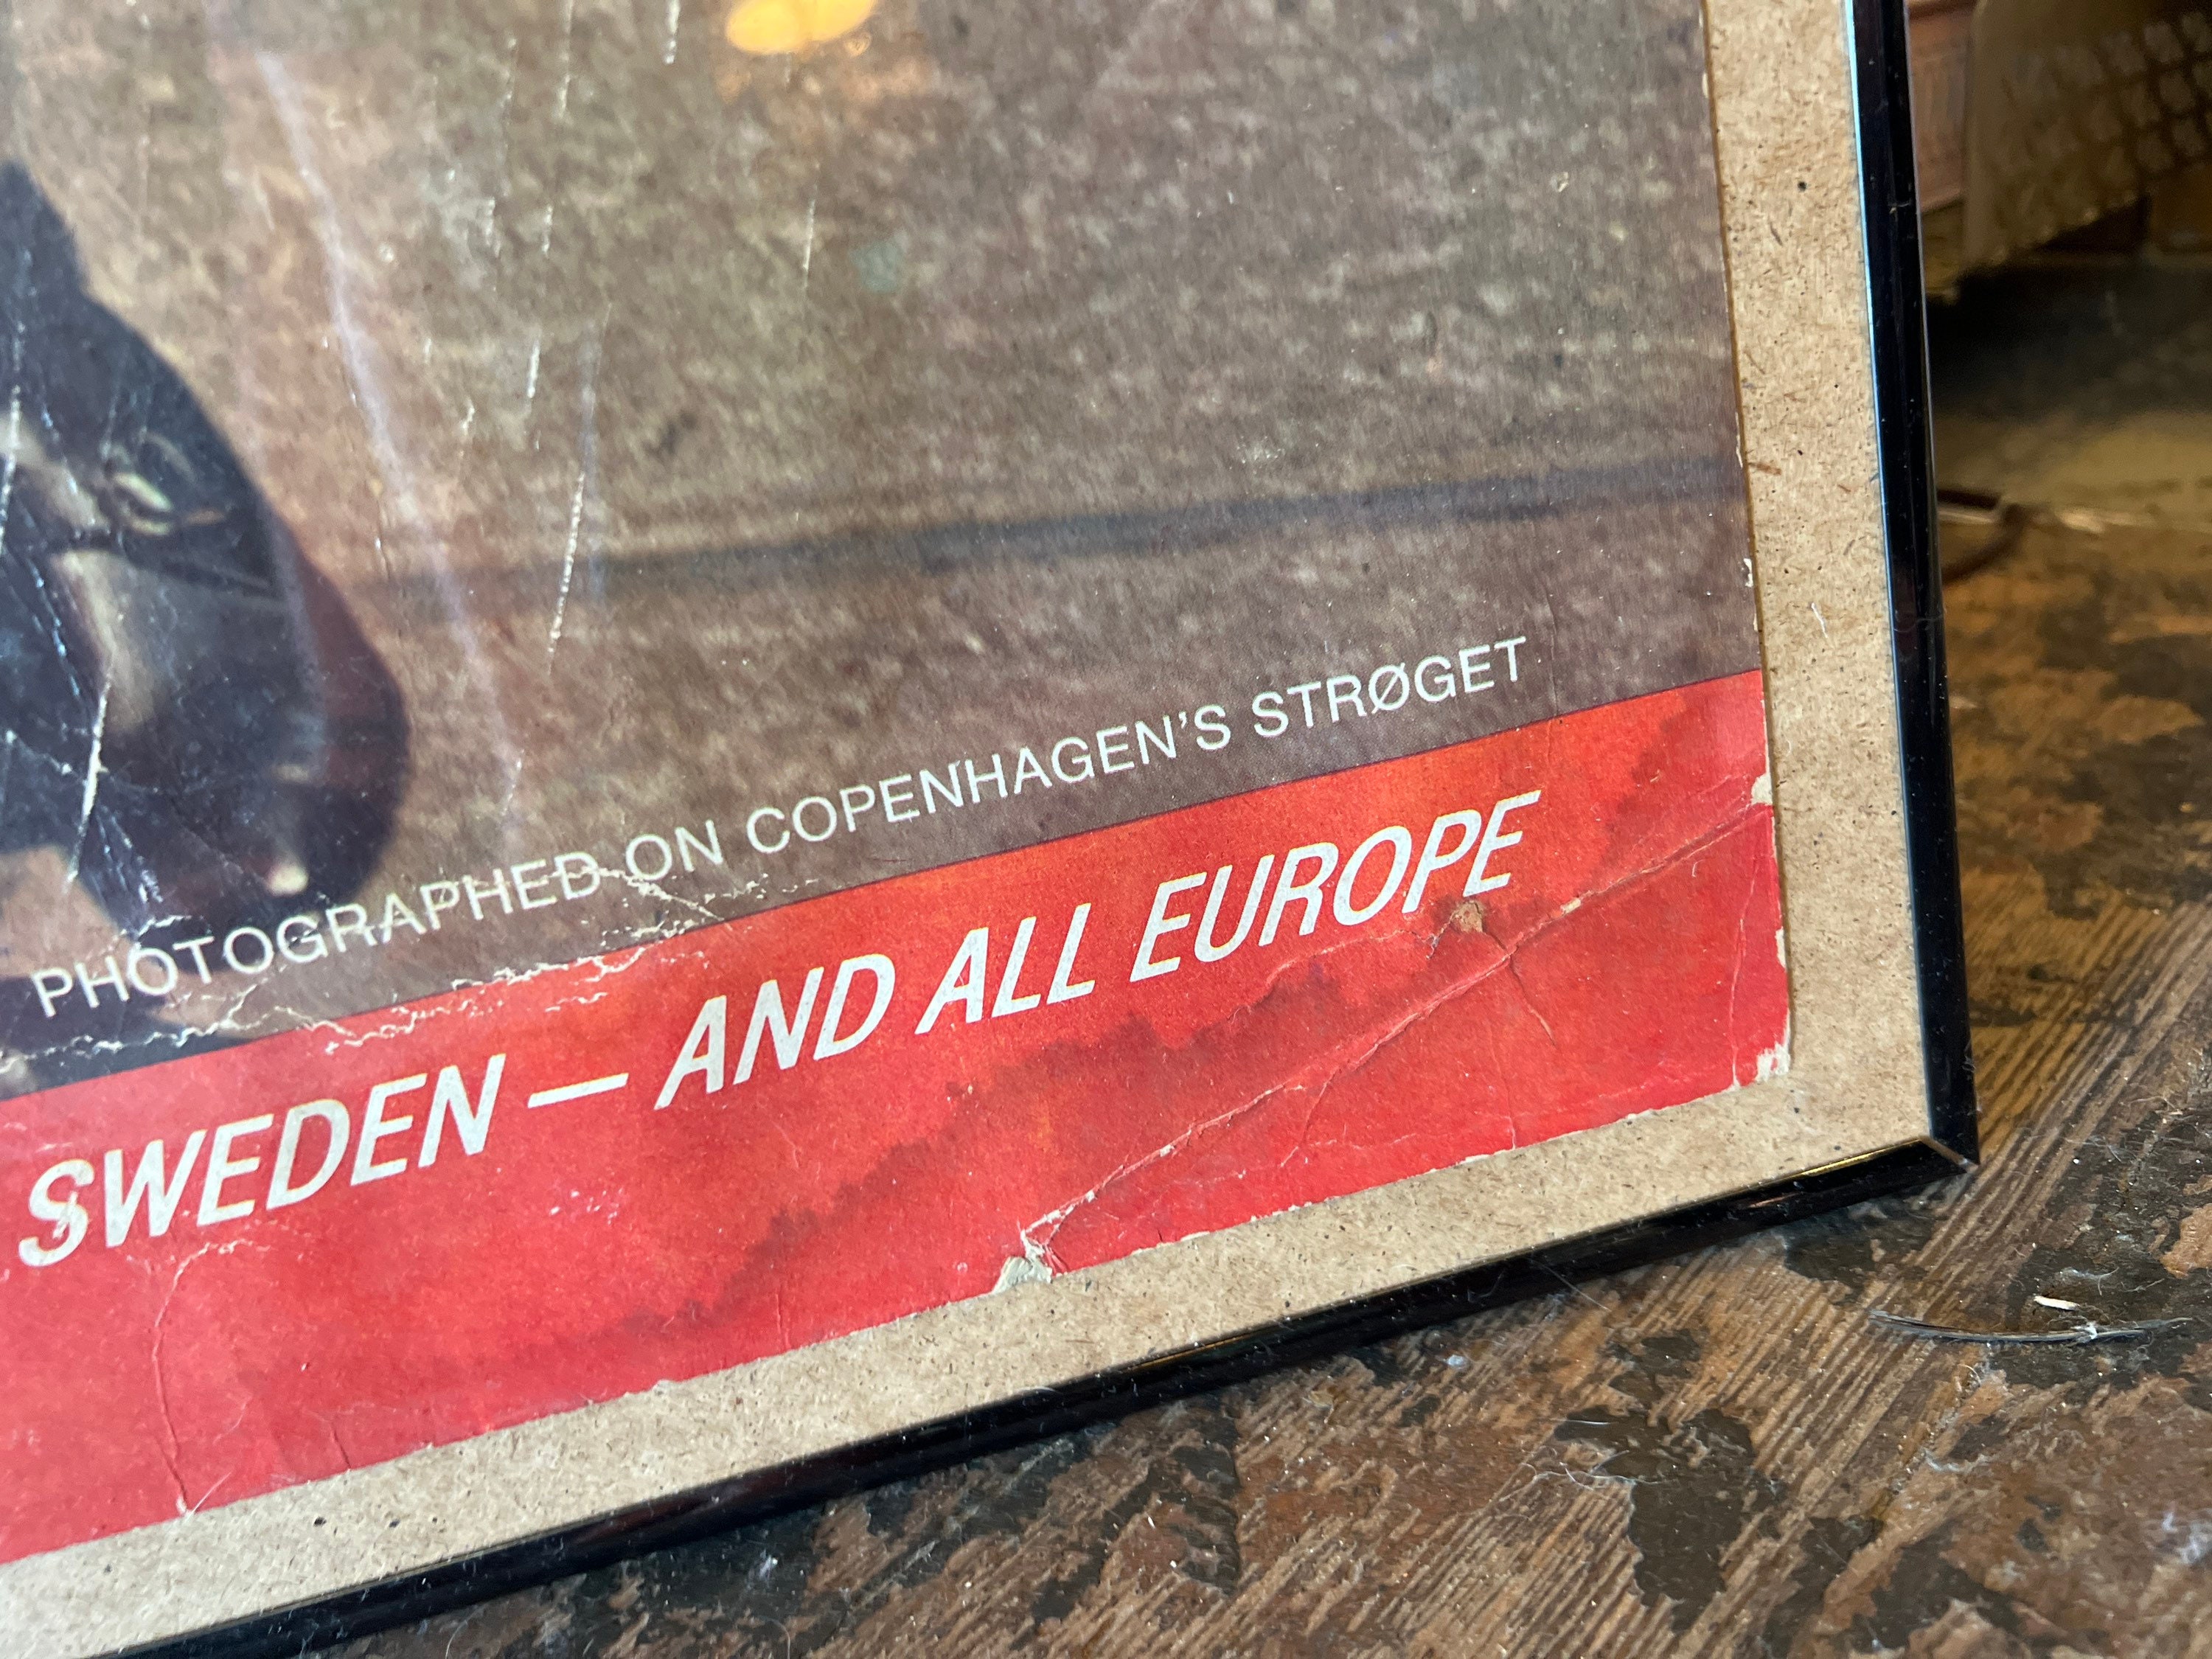 PHOTOGRAPHED ON COPENHAGEN'S STRØGET
SWEDEN — AND ALL EUROPE